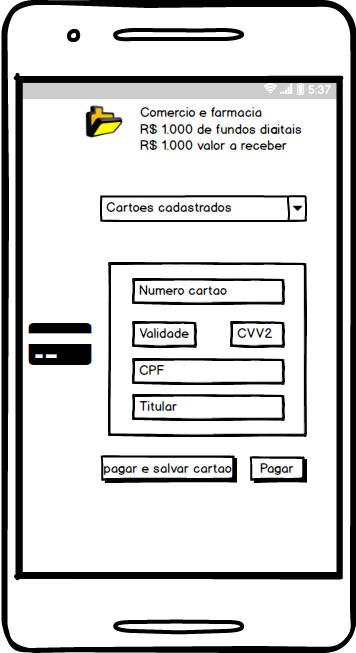 5:37
Comercio e farmacia
R$ 1.000 de fundos digitais
R$ 1.000 valor a receber
Cartoes cadastrados
Numero cartao
Validade CVV2
CPF
Titular
pagar e salvar cartao Pagar